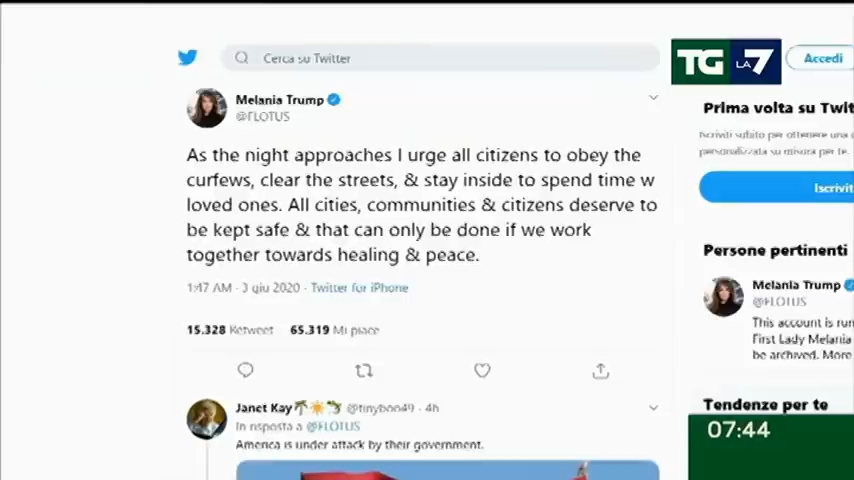 Cerca su Twitter
TG LA 7
Accedi
Melania Trump
@FLOTUS
As the night approaches I urge all citizens to obey the
curfews, clear the streets, & stay inside to spend time w
loved ones. All cities, communities & citizens deserve to
be kept safe & that can only be done if we work
together towards healing & peace.
1:47 AM · 3 giu 2020 · Twitter for iPhone
15.328 Retweet 65.319 Mi piace
Janet Kay🌴☀️🌴 @tinyboo49 · 4h
In risposta a @FLOTUS
America is under attack by their government.
Prima volta su Twit
Iscriviti subito per ottenere una
personalizzata su misura per te.
Iscrivit
Persone pertinenti
Melania Trump
@FLOTUS
This account is run
First Lady Melania
be archived. More
Tendenze per te
07:44